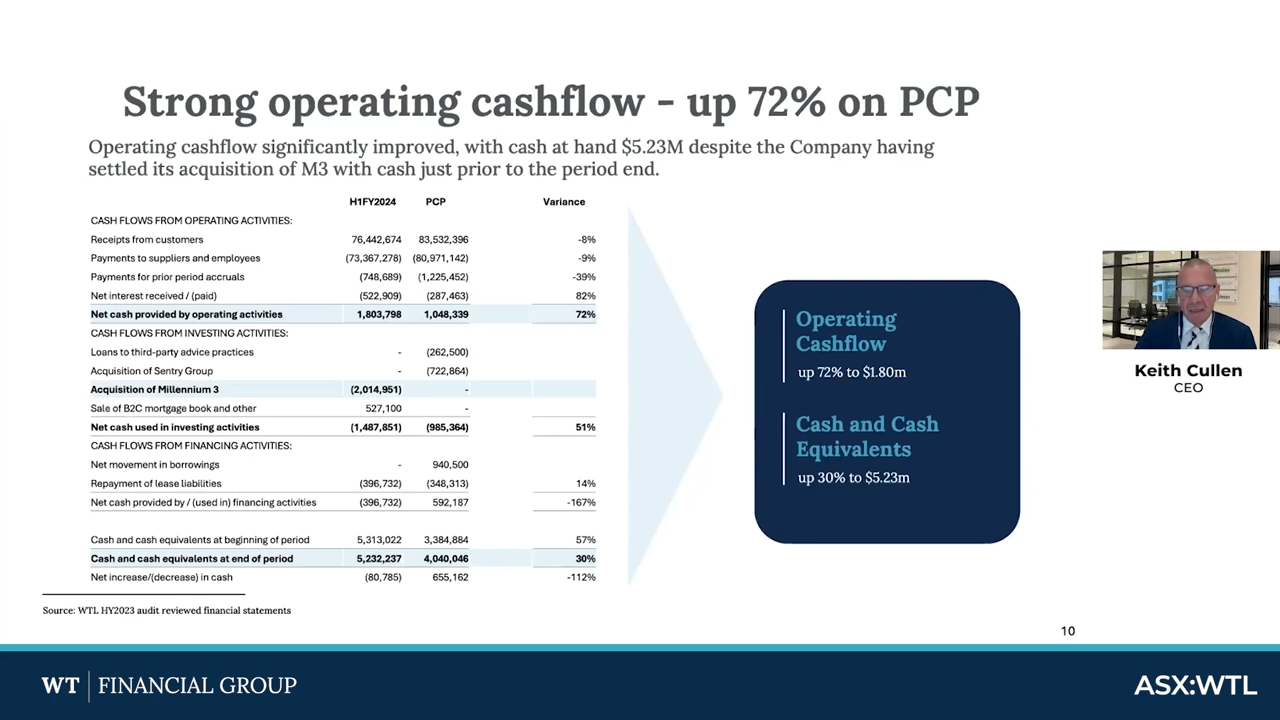 Strong operating cashflow - up 72% on PCP
Operating cashflow significantly improved, with cash at hand $5.23M despite the Company having
settled its acquisition of M3 with cash just prior to the period end.
H1FY2024 PCP Variance
CASH FLOWS FROM OPERATING ACTIVITIES:
Receipts from customers 76,442,674 83,532,396 -8%
Payments to suppliers and employees (73,367,278) (80,971,142) -9%
Payments for prior period accruals (748,689) (1,225,452) -39%
Net interest received / (paid) (522,909) (287,463) 82%
Net cash provided by operating activities 1,803,798 1,048,339 72%
CASH FLOWS FROM INVESTING ACTIVITIES:
Loans to third-party advice practices - (262,500)
Acquisition of Sentry Group - (722,864)
Acquisition of Millennium 3 (2,014,951) -
Sale of B2C mortgage book and other 527,100 -
Net cash used in investing activities (1,487,851) (985,364) 51%
CASH FLOWS FROM FINANCING ACTIVITIES:
Net movement in borrowings - 940,500
Repayment of lease liabilities (396,732) (348,313) 14%
Net cash provided by / (used in) financing activities (396,732) 592,187 -167%
Cash and cash equivalents at beginning of period 5,313,022 3,384,884 57%
Cash and cash equivalents at end of period 5,232,237 4,040,046 30%
Net increase/(decrease) in cash (80,785) 655,162 -112%
Source: WTL HY2023 audit reviewed financial statements
Operating
Cashflow
up 72% to $1.80m
Cash and Cash
Equivalents
up 30% to $5.23m
Keith Cullen
CEO
10
WT | FINANCIAL GROUP
ASX:WTL